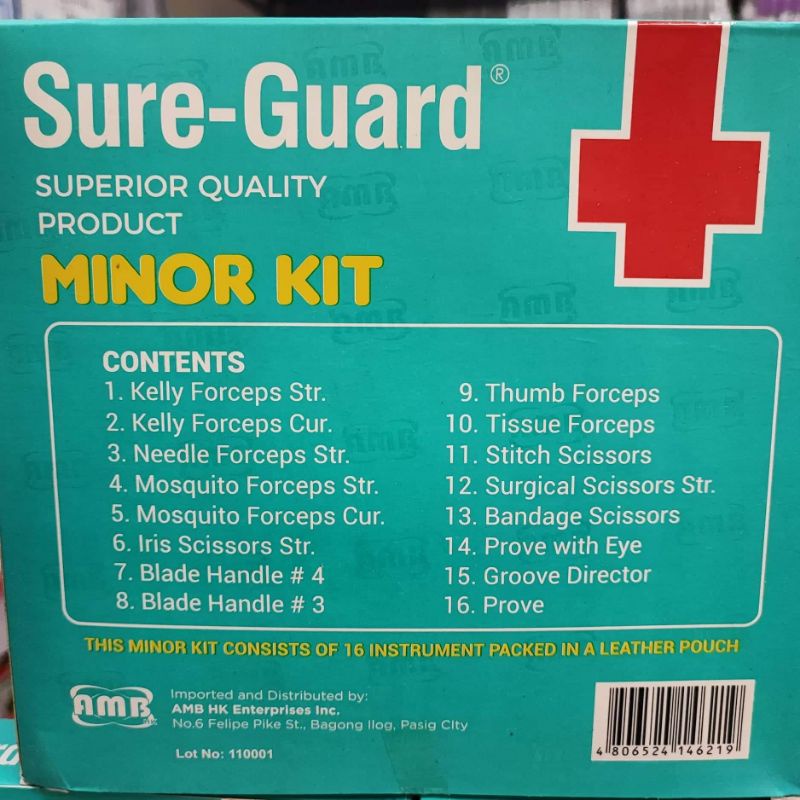 Sure-Guard®
SUPERIOR QUALITY
PRODUCT
MINOR KIT
CONTENTS
1. Kelly Forceps Str.
2. Kelly Forceps Cur.
3. Needle Forceps Str.
4. Mosquito Forceps Str.
5. Mosquito Forceps Cur.
6. Iris Scissors Str.
7. Blade Handle # 4
8. Blade Handle # 3
9. Thumb Forceps
10. Tissue Forceps
11. Stitch Scissors
12. Surgical Scissors Str.
13. Bandage Scissors
14. Prove with Eye
15. Groove Director
16. Prove
THIS MINOR KIT CONSISTS OF 16 INSTRUMENT PACKED IN A LEATHER POUCH
AMB
Imported and Distributed by:
AMB HK Enterprises Inc.
No.6 Felipe Pike St., Bagong Ilog, Pasig City
Lot No: 110001
4 806524 146219